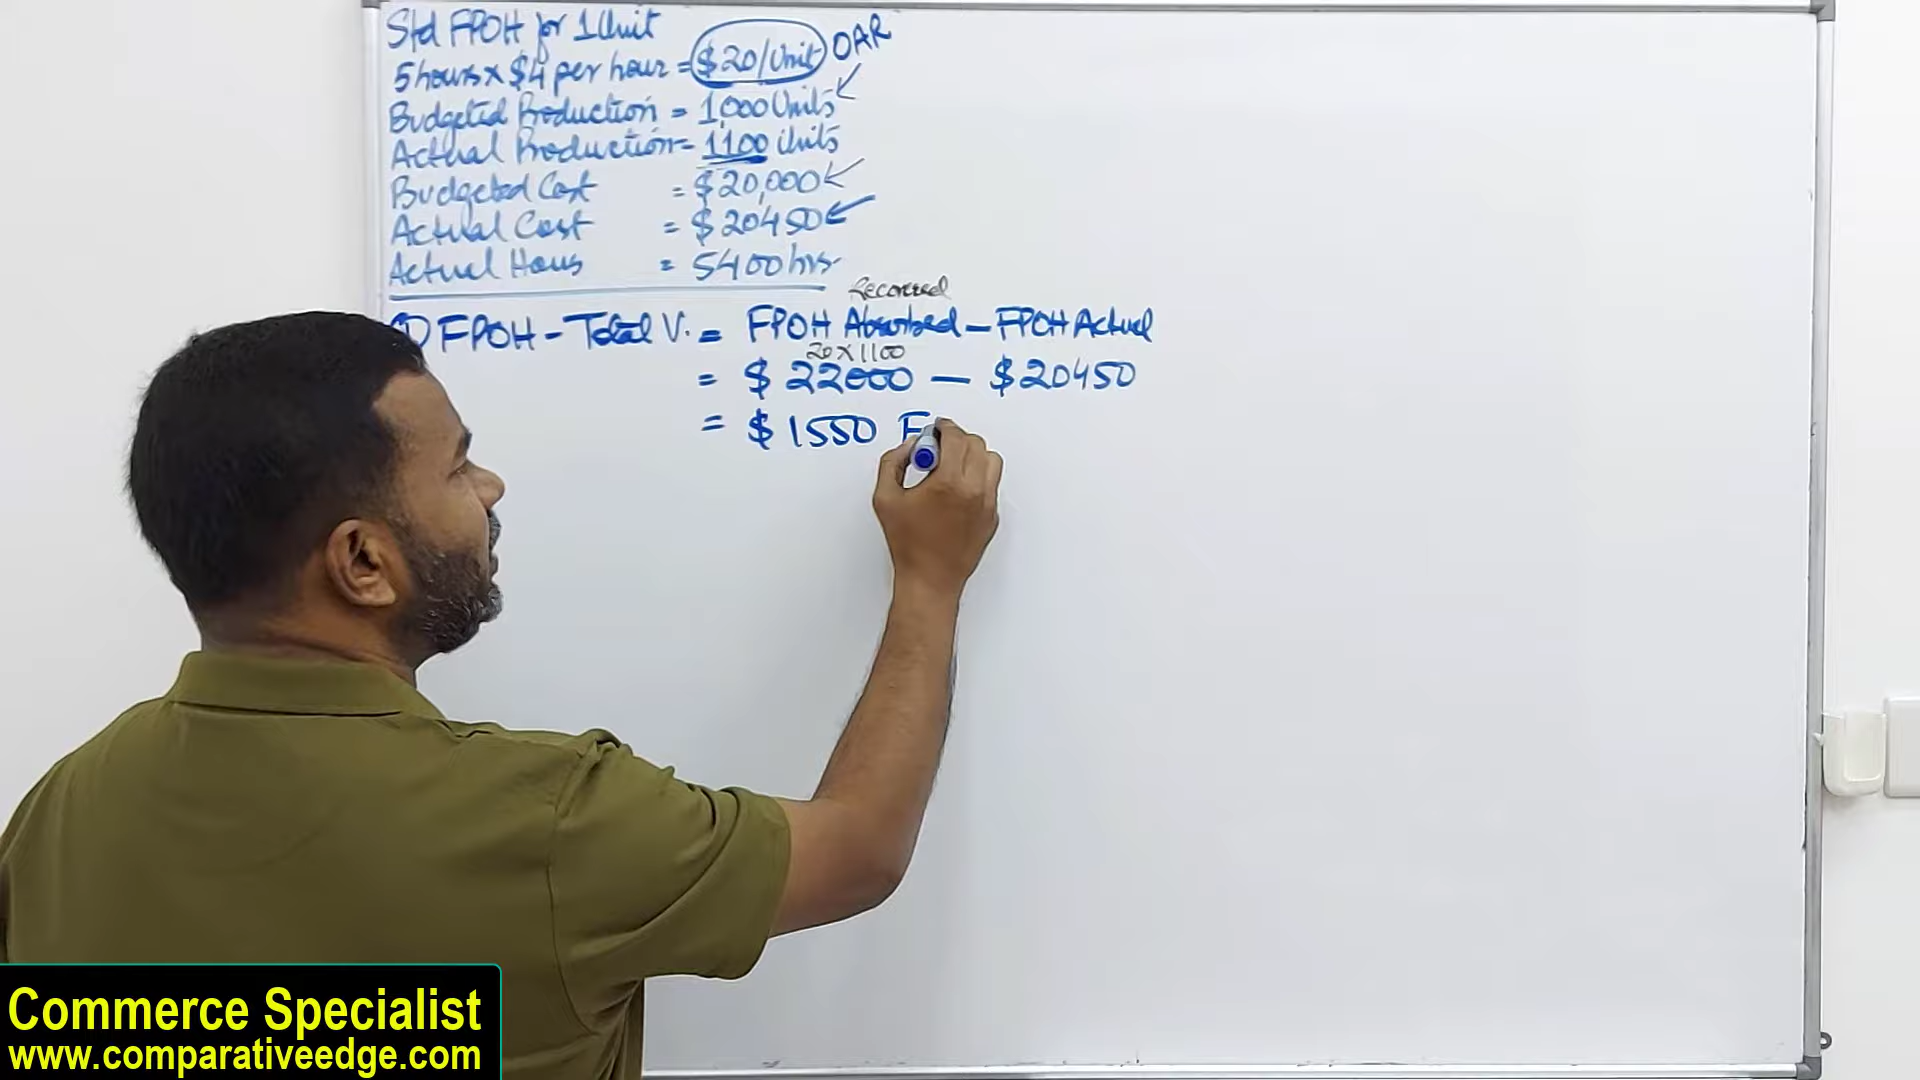 Std FPOH for 1 Unit
5 hours x $4 per hour = $20/Unit OAR
Budgeted Production = 1,000 Units
Actual Production = 1100 Units
Budgeted Cost = $20,000
Actual Cost = $20450
Actual Hous = 5400 hrs
Recovered
1) FPOH - Total V. = FPOH Absorbed - FPOH Actual
20 x 1100
= $22000 - $20450
= $1550 F
Commerce Specialist
www.comparativeedge.com